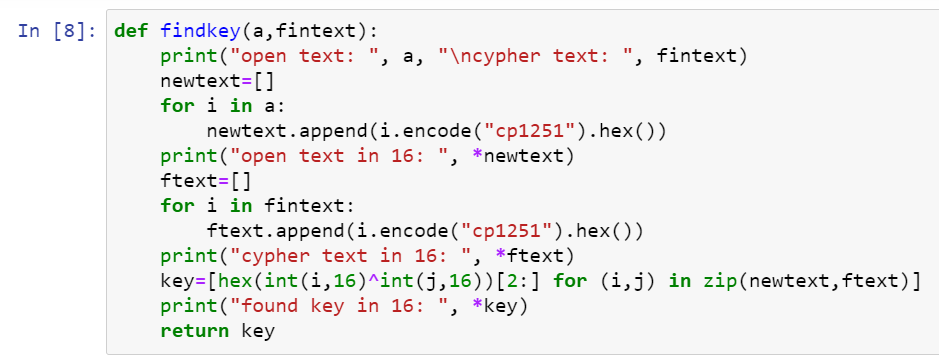 In [8]: def findkey(a,fintext):
    print("open text: ", a, "\ncypher text: ", fintext)
    newtext=[]
    for i in a:
        newtext.append(i.encode("cp1251").hex())
    print("open text in 16: ", *newtext)
    ftext=[]
    for i in fintext:
        ftext.append(i.encode("cp1251").hex())
    print("cypher text in 16: ", *ftext)
    key=[hex(int(i,16)^int(j,16))[2:] for (i,j) in zip(newtext,ftext)]
    print("found key in 16: ", *key)
    return key